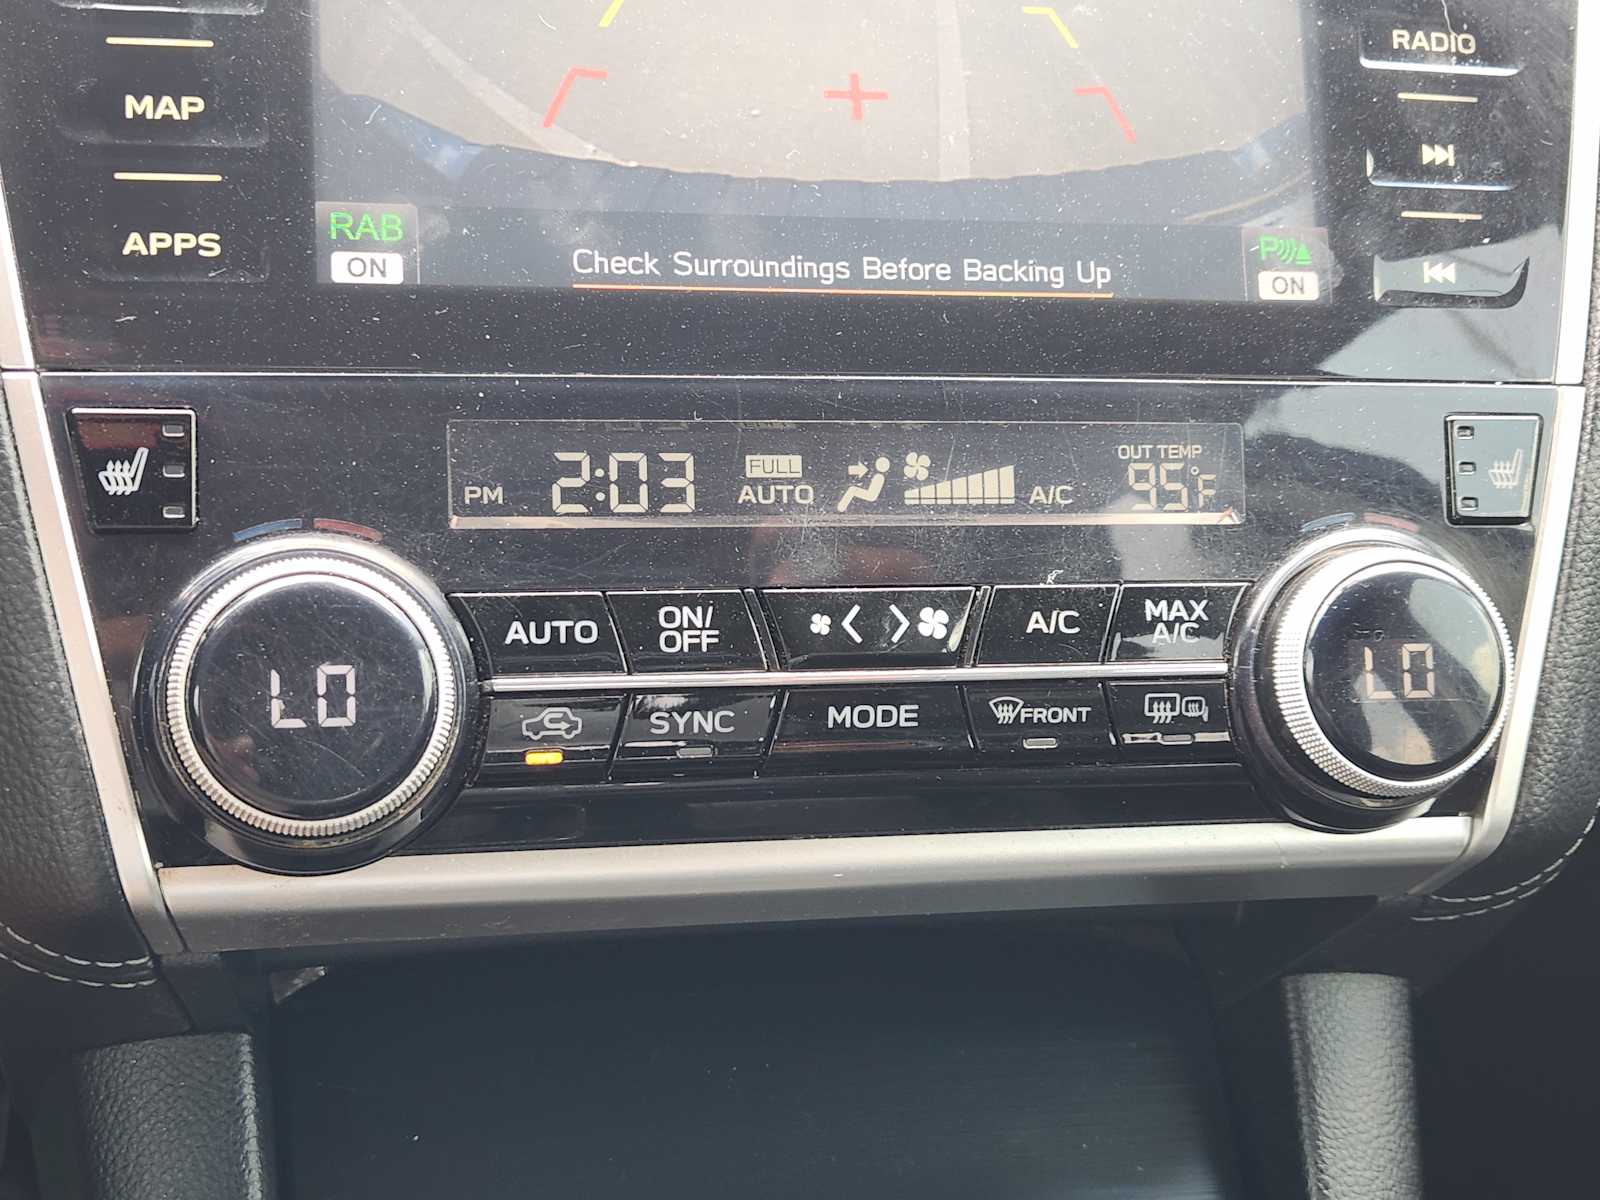 RADIO
MAP
APPS
RAB
ON
Check Surroundings Before Backing Up
P
ON
PM 2:03 FULL AUTO A/C OUT TEMP 95°F
LO
AUTO
ON/
OFF
A/C
MAX
A/C
LO
SYNC
MODE
FRONT